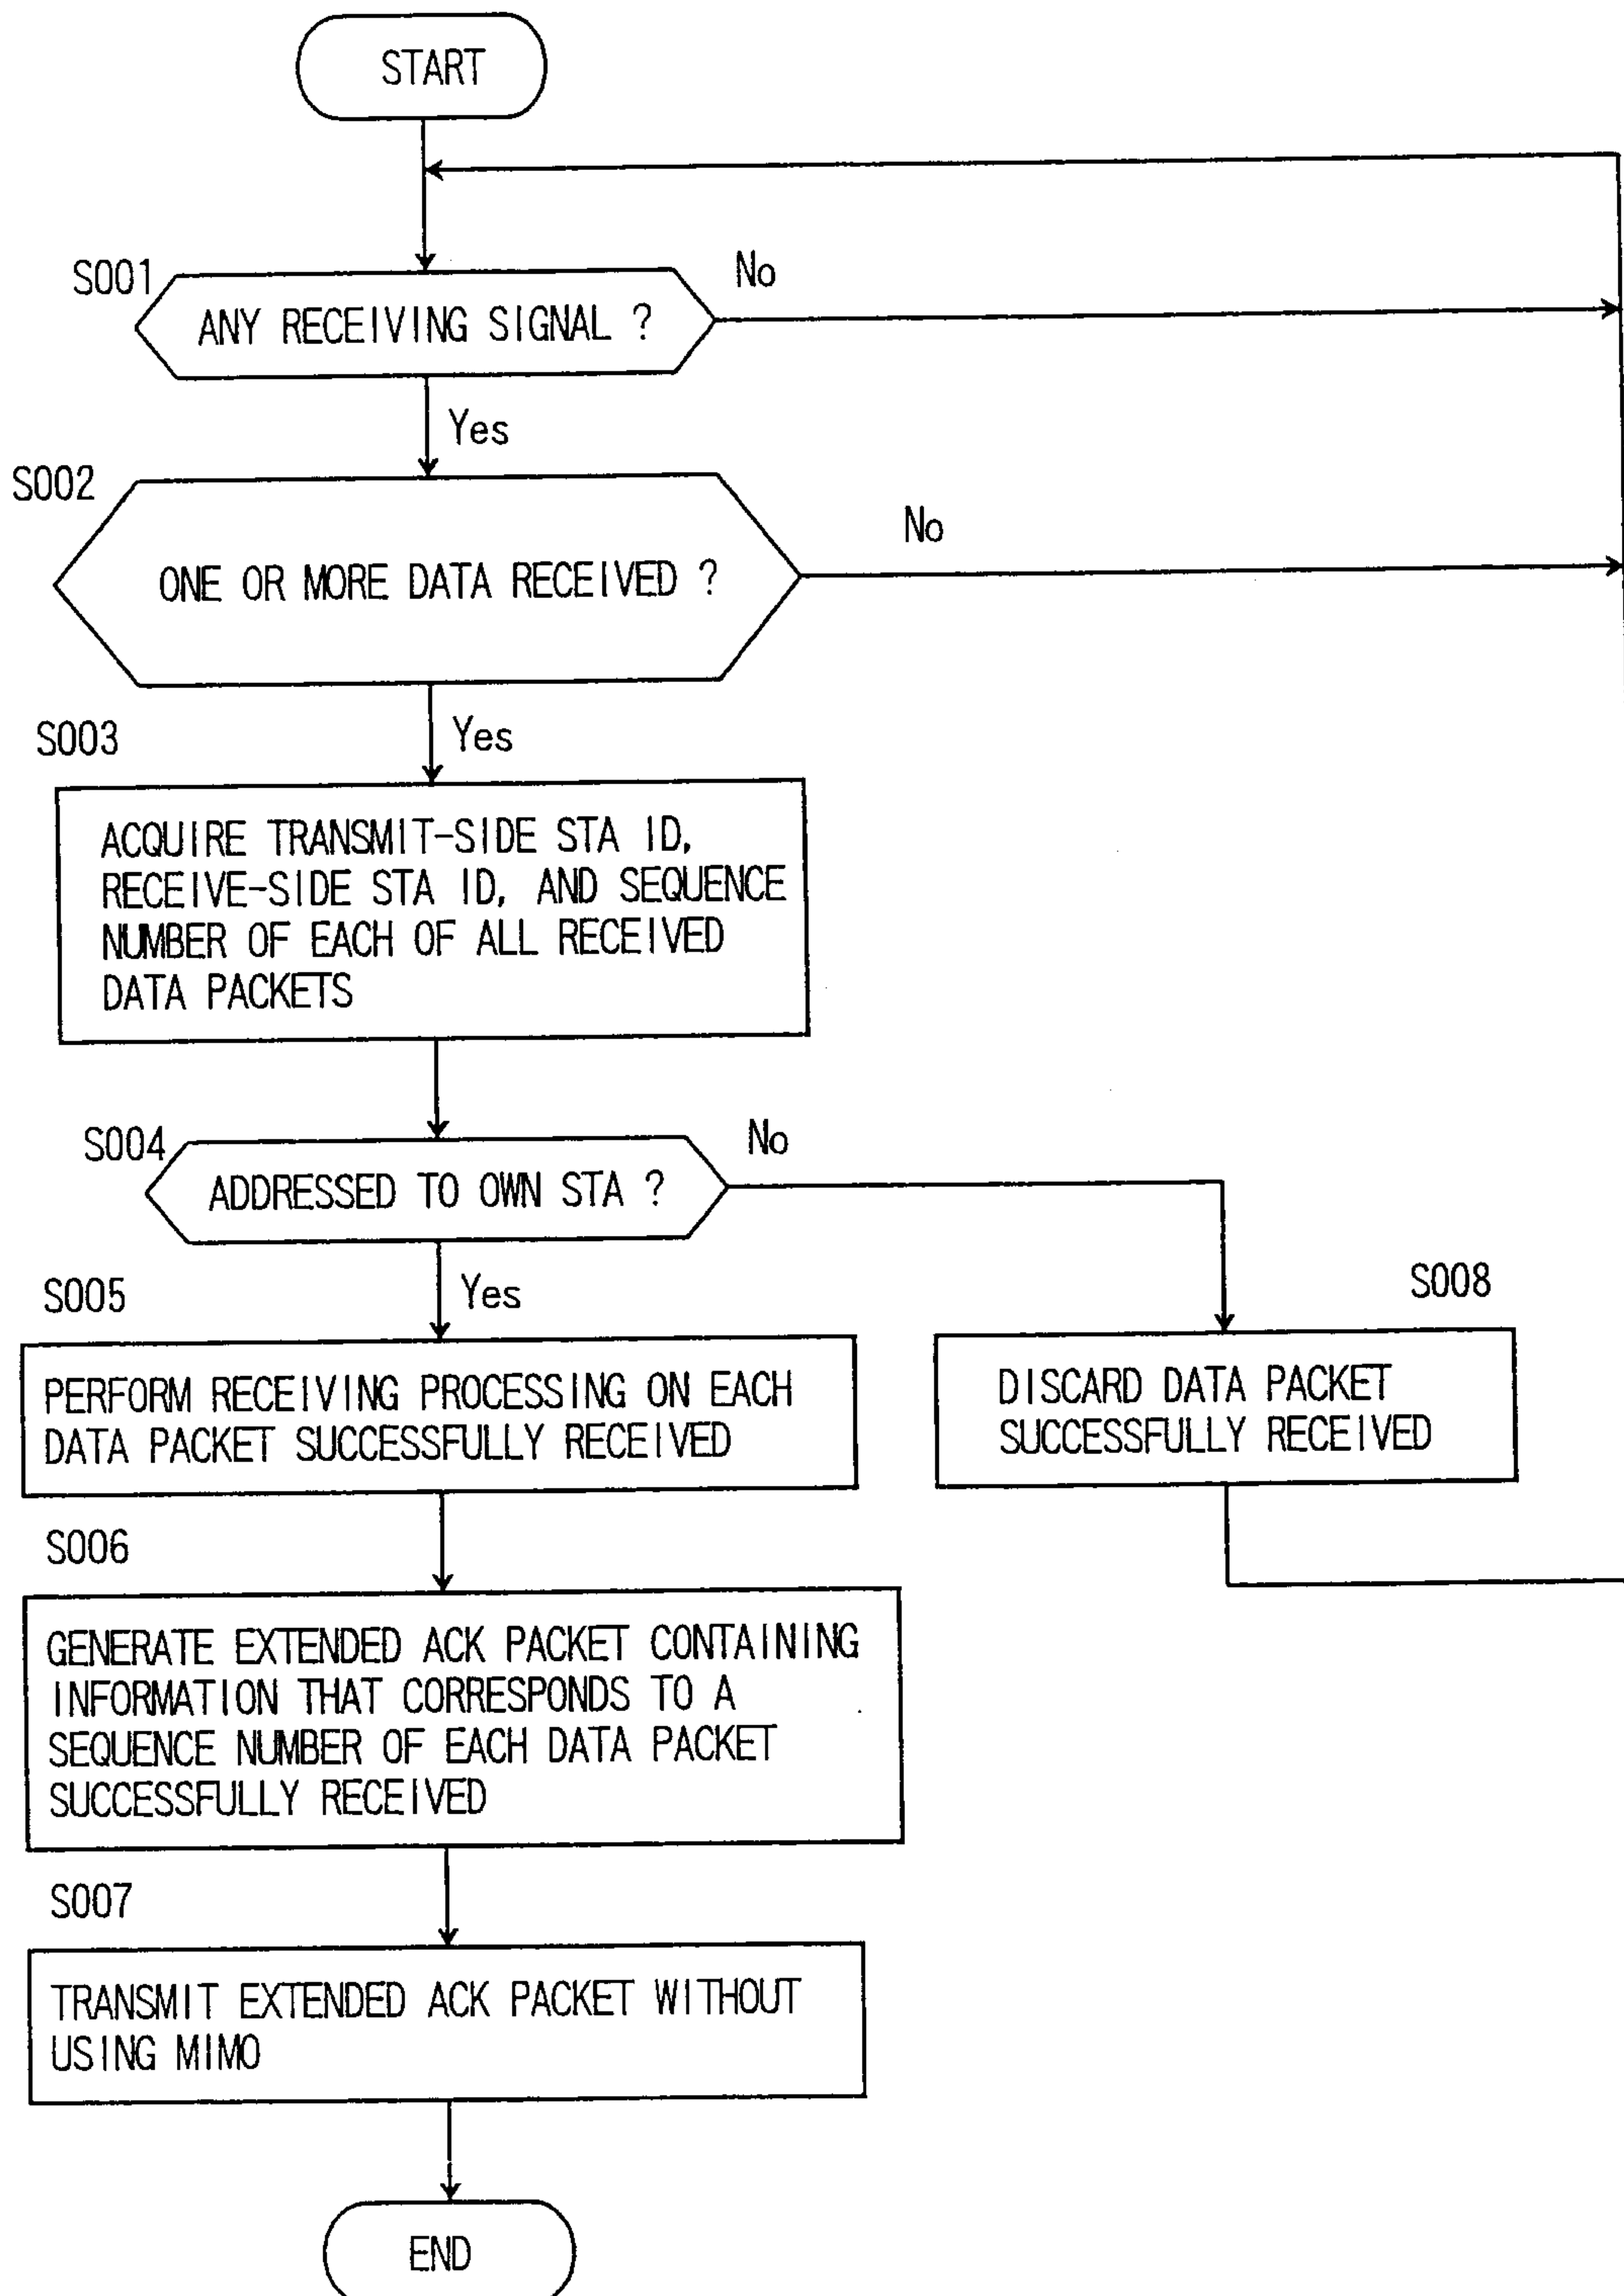 START
S001
No
ANY RECEIVING SIGNAL ?
Yes
S002
No
ONE OR MORE DATA RECEIVED ?
S003
Yes
ACQUIRE TRANSMIT-SIDE STA ID,
RECEIVE-SIDE STA ID, AND SEQUENCE
NUMBER OF EACH OF ALL RECEIVED
DATA PACKETS
S004
No
ADDRESSED TO OWN STA ?
S005
Yes
S008
PERFORM RECEIVING PROCESSING ON EACH
DATA PACKET SUCCESSFULLY RECEIVED
DISCARD DATA PACKET
SUCCESSFULLY RECEIVED
S006
GENERATE EXTENDED ACK PACKET CONTAINING
INFORMATION THAT CORRESPONDS TO A
SEQUENCE NUMBER OF EACH DATA PACKET
SUCCESSFULLY RECEIVED
S007
TRANSMIT EXTENDED ACK PACKET WITHOUT
USING MIMO
END